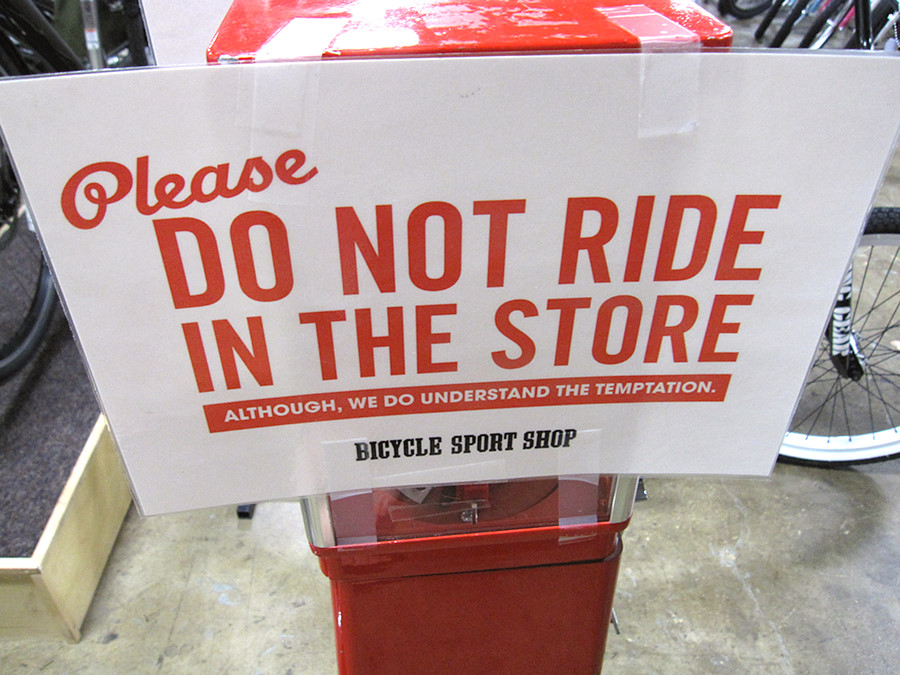 Please
DO NOT RIDE
IN THE STORE
ALTHOUGH, WE DO UNDERSTAND THE TEMPTATION.
BICYCLE SPORT SHOP